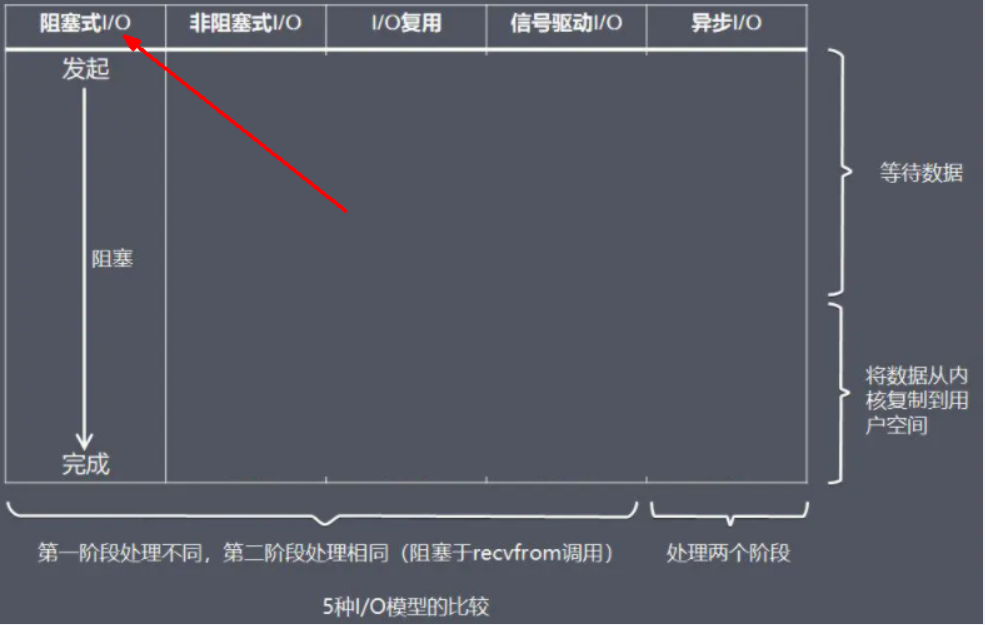 阻塞式I/O 非阻塞式I/O I/O复用 信号驱动I/O 异步I/O
发起
阻塞
完成
等待数据
将数据从内
核复制到用
户空间
第一阶段处理不同，第二阶段处理相同（阻塞于recvfrom调用）
处理两个阶段
5种I/O模型的比较